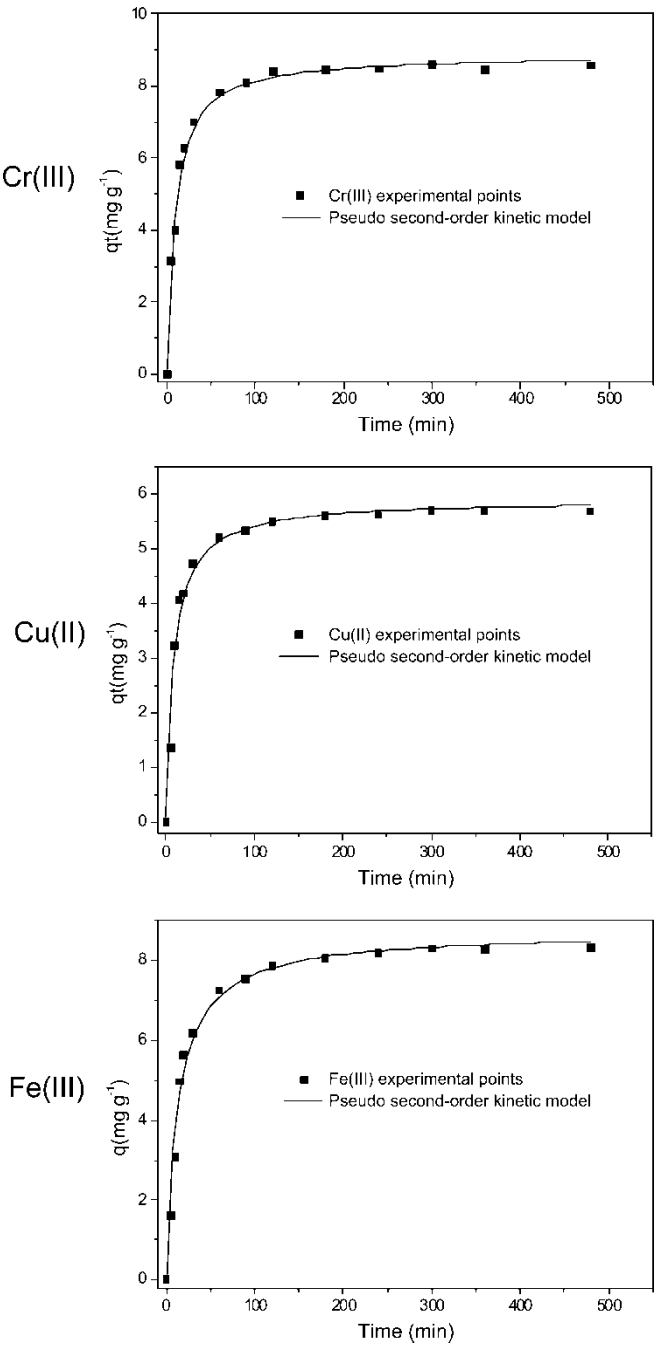 Cr(III)
qt(mg g-1)
10
8
6
4
2
0
Cr(III) experimental points
Pseudo second-order kinetic model
0 100 200 300 400 500
Time (min)
Cu(II)
qt(mg g-1)
6
5
4
3
2
1
0
Cu(II) experimental points
Pseudo second-order kinetic model
0 100 200 300 400 500
Time (min)
Fe(III)
q(mg g-1)
8
6
4
2
0
Fe(III) experimental points
Pseudo second-order kinetic model
0 100 200 300 400 500
Time (min)